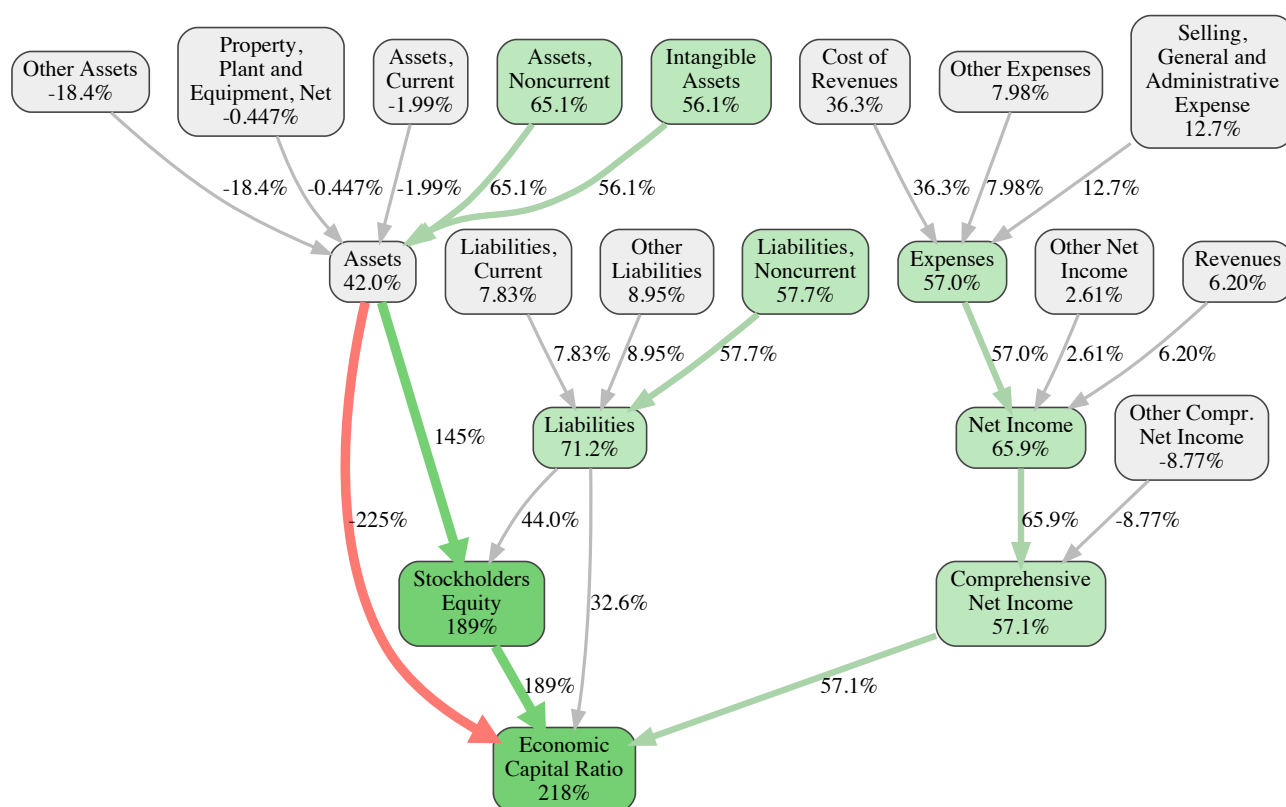 Other Assets
-18.4%
Property,
Plant and
Equipment, Net
-0.447%
Assets,
Current
-1.99%
Assets,
Noncurrent
65.1%
Intangible
Assets
56.1%
Cost of
Revenues
36.3%
Other Expenses
7.98%
Selling,
General and
Administrative
Expense
12.7%
-18.4%
-0.447%
-1.99%
65.1%
56.1%
36.3%
7.98%
12.7%
Assets
42.0%
Liabilities,
Current
7.83%
Other
Liabilities
8.95%
Liabilities,
Noncurrent
57.7%
Expenses
57.0%
Other Net
Income
2.61%
Revenues
6.20%
7.83%
8.95%
57.7%
57.0%
2.61%
6.20%
145%
Liabilities
71.2%
Net Income
65.9%
Other Compr.
Net Income
-8.77%
-225%
44.0%
65.9%
-8.77%
Stockholders
Equity
189%
32.6%
Comprehensive
Net Income
57.1%
189%
57.1%
Economic
Capital Ratio
218%